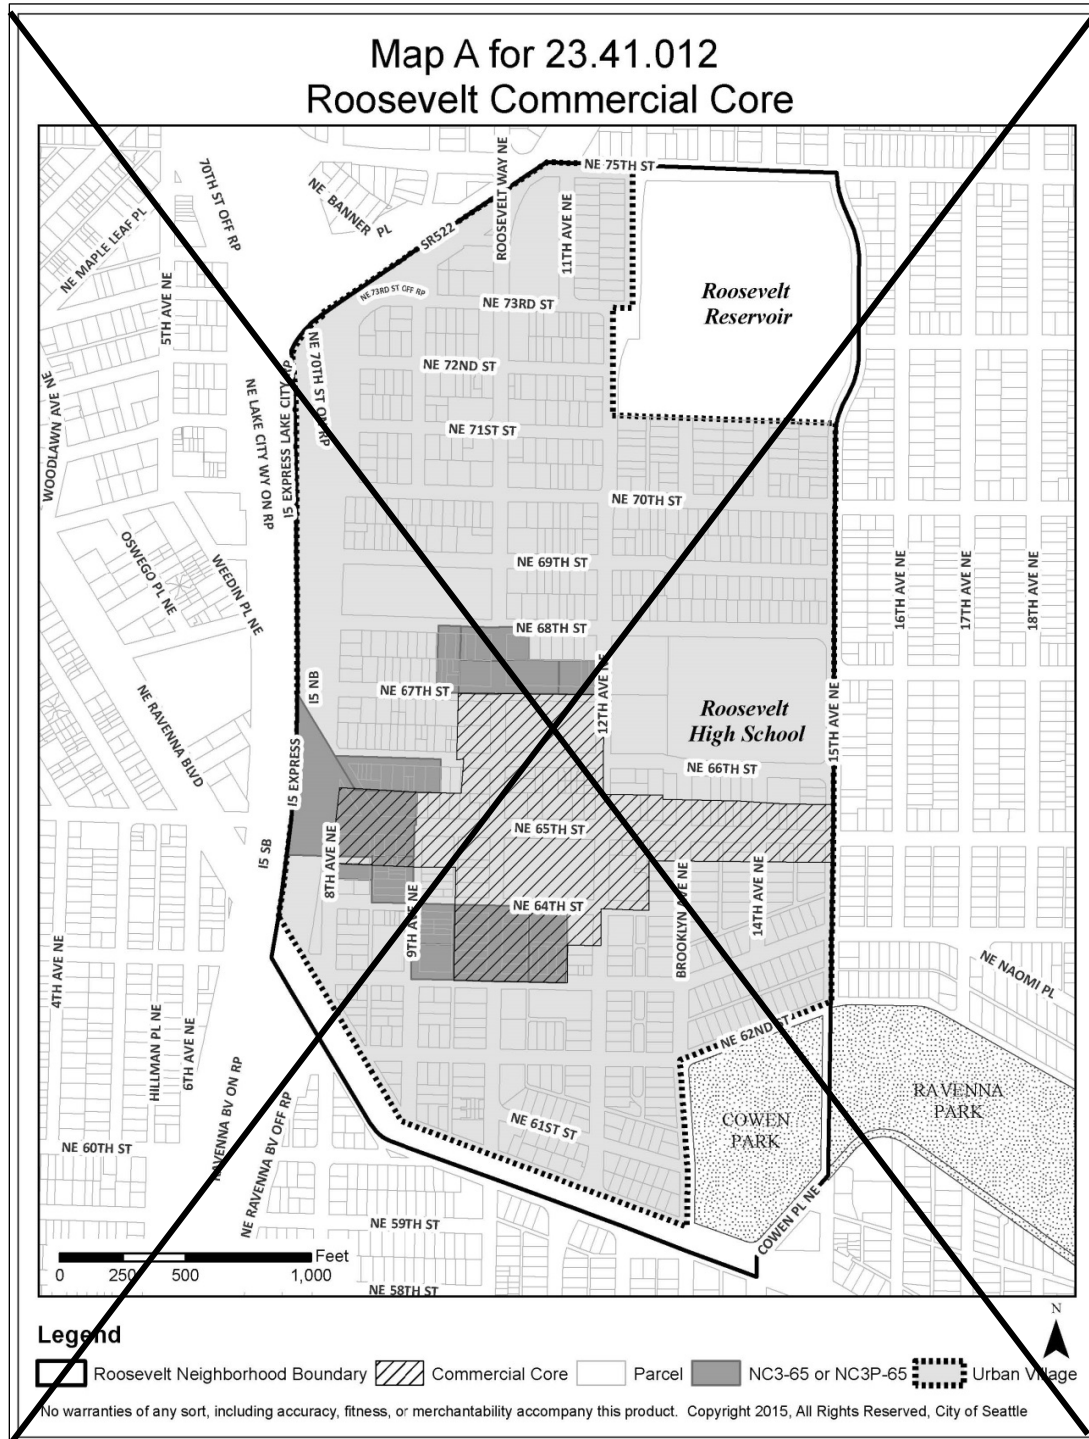 Map A for 23.41.012
Roosevelt Commercial Core
NE 75TH ST
ROOSEVELT WAY NE
70TH ST OFF RP
NE BANNER PL
11TH AVE NE
SR522
NE MAPLE LEAF PL
5TH AVE NE
Roosevelt
Reservoir
NE 73RD ST OFF RP
NE 73RD ST
NE 70TH ST ON RP
NE 72ND ST
WOODLAWN AVE NE
NE LAKE CITY WY ON RP
I5 EXPRESS LAKE CITY RP
NE 71ST ST
NE 70TH ST
OSWEGO PL NE
WEEDIN PL NE
NE 69TH ST
16TH AVE NE
17TH AVE NE
18TH AVE NE
NE 68TH ST
I5 NB
NE 67TH ST
12TH AVE NE
Roosevelt
High School
15TH AVE NE
NE RAVENNA BLVD
I5 EXPRESS
NE 66TH ST
NE 65TH ST
I5 SB
8TH AVE NE
9TH AVE NE
NE 64TH ST
BROOKLYN AVE NE
14TH AVE NE
4TH AVE NE
HILLMAN PL NE
6TH AVE NE
NE NAOMI PL
NE 62ND ST
RAVENNA BV ON RP
NE RAVENNA BV OFF RP
NE 61ST ST
COWEN
PARK
RAVENNA
PARK
NE 60TH ST
COWEN PL NE
NE 59TH ST
Feet
0 250 500 1,000
NE 58TH ST
N
Legend
Roosevelt Neighborhood Boundary Commercial Core Parcel NC3-65 or NC3P-65 Urban Village
No warranties of any sort, including accuracy, fitness, or merchantability accompany this product. Copyright 2015, All Rights Reserved, City of Seattle